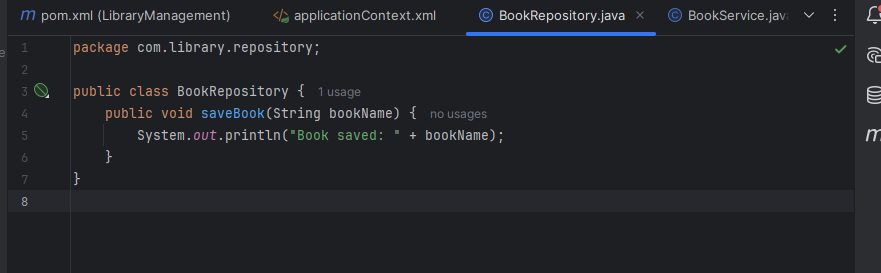 m pom.xml (LibraryManagement) applicationContext.xml BookRepository.java BookService.jav
1 package com.library.repository;
2
3 public class BookRepository { 1 usage
4 public void saveBook(String bookName) { no usages
5 System.out.println("Book saved: " + bookName);
6 }
7 }
8